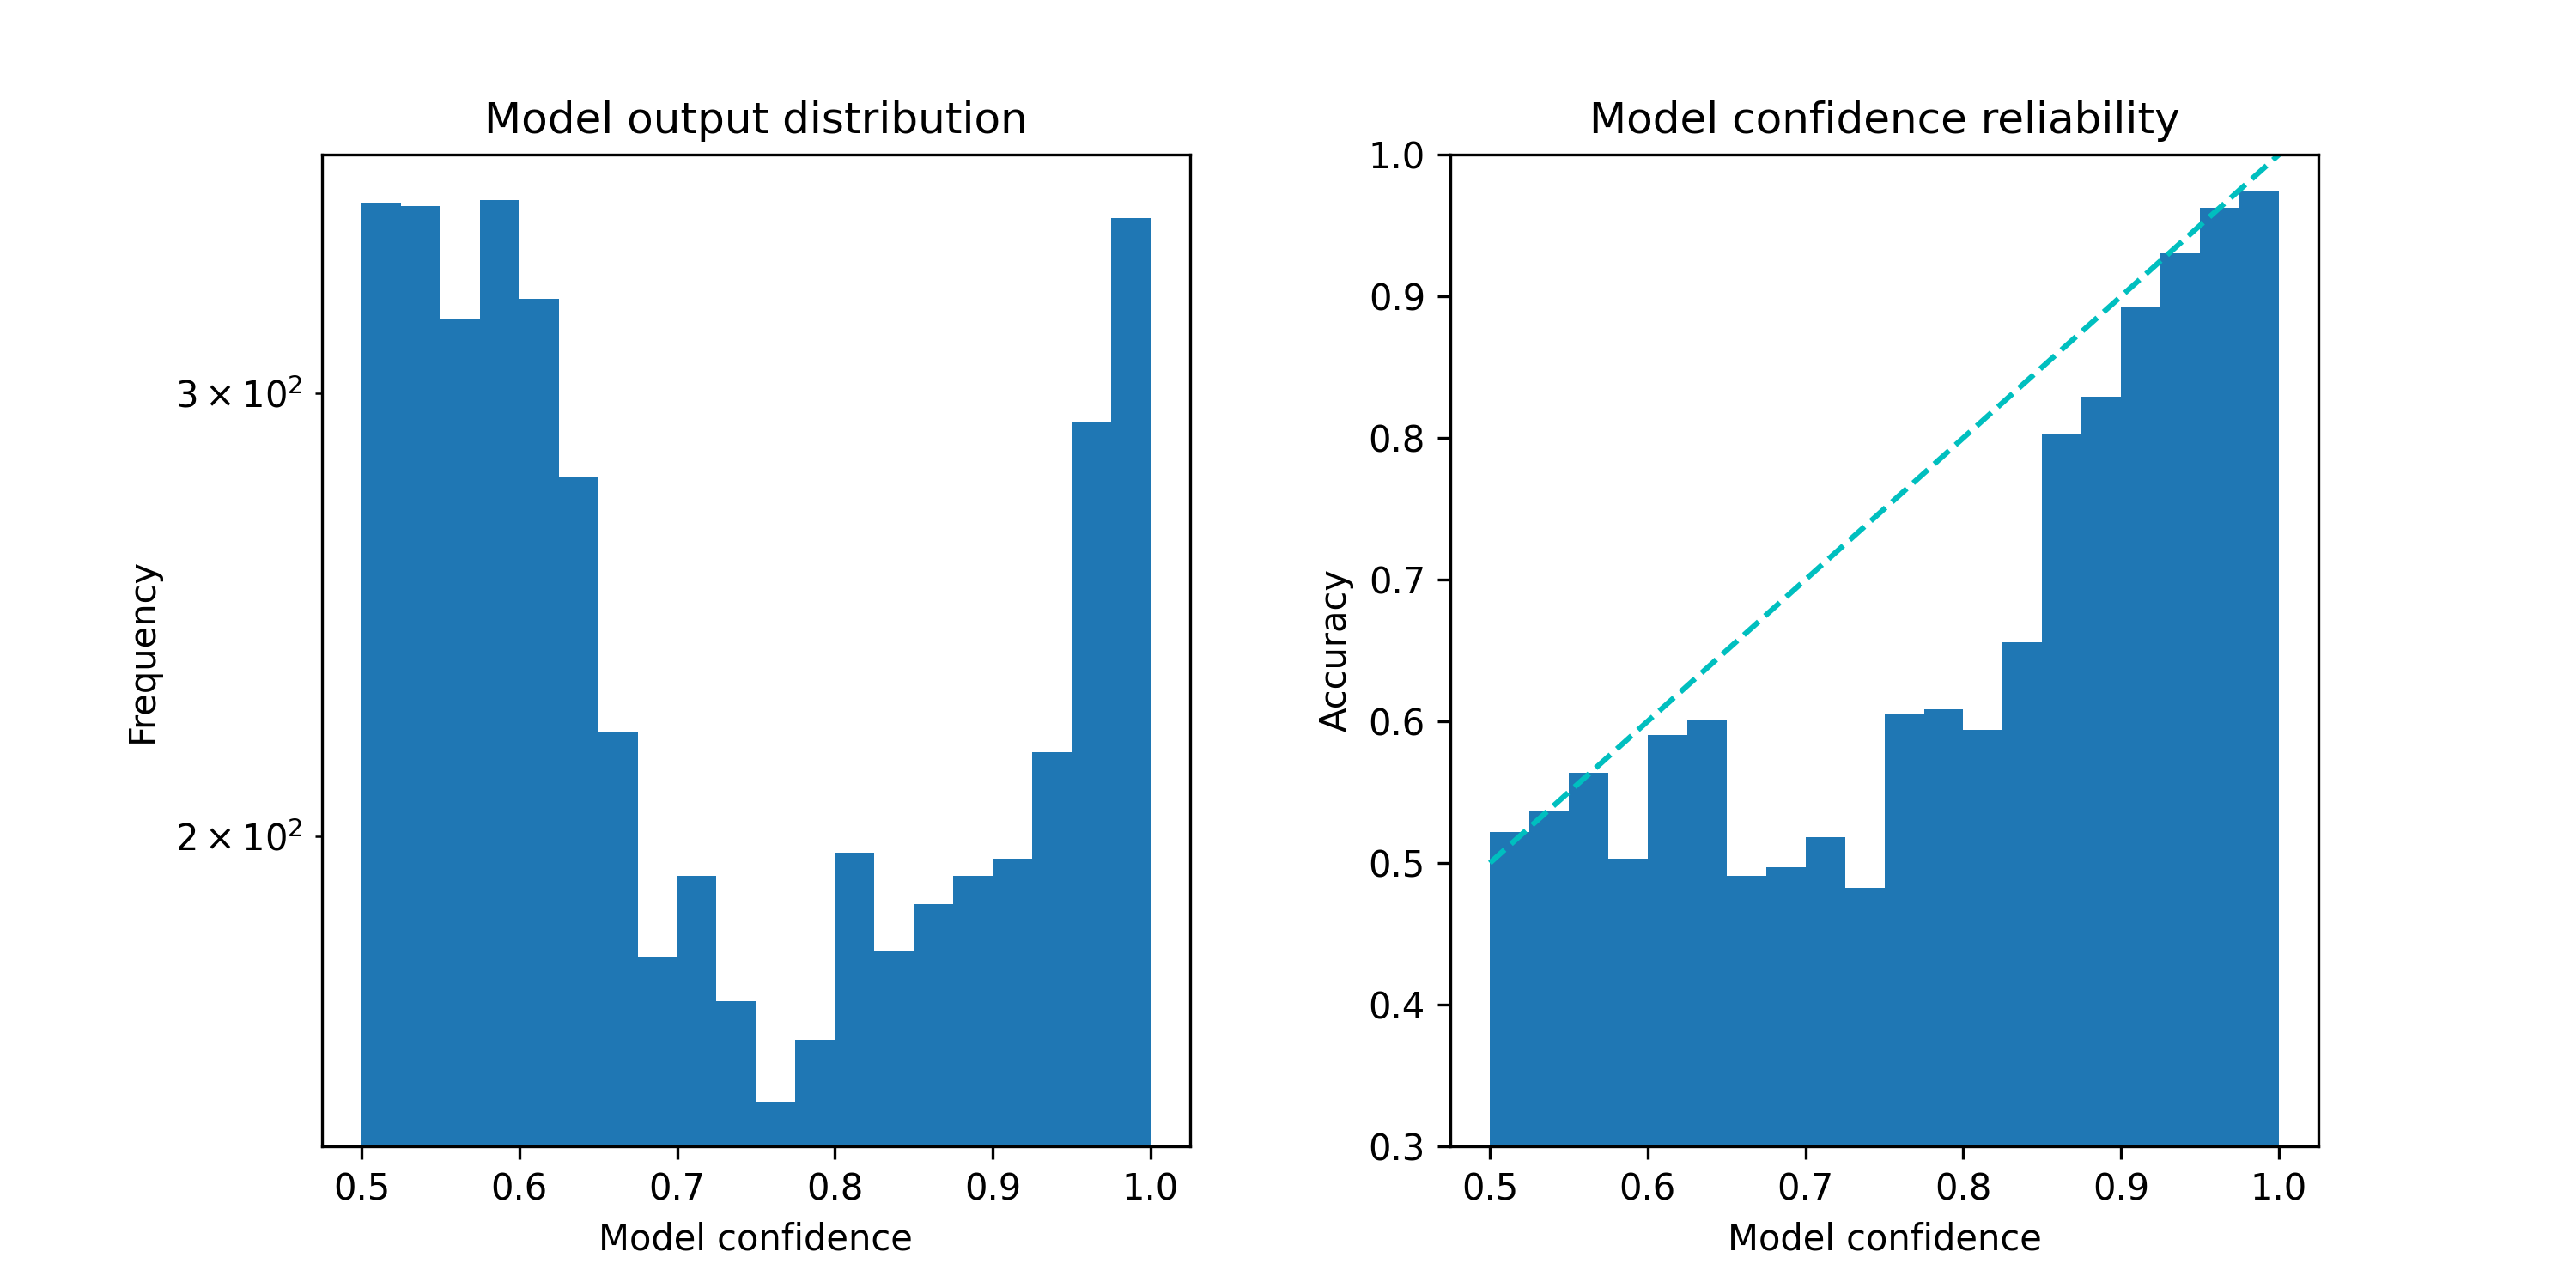 Model output distribution
Frequency
3 × 10²
2 × 10²
0.5 0.6 0.7 0.8 0.9 1.0
Model confidence
Model confidence reliability
Accuracy
1.0
0.9
0.8
0.7
0.6
0.5
0.4
0.3
0.5 0.6 0.7 0.8 0.9 1.0
Model confidence